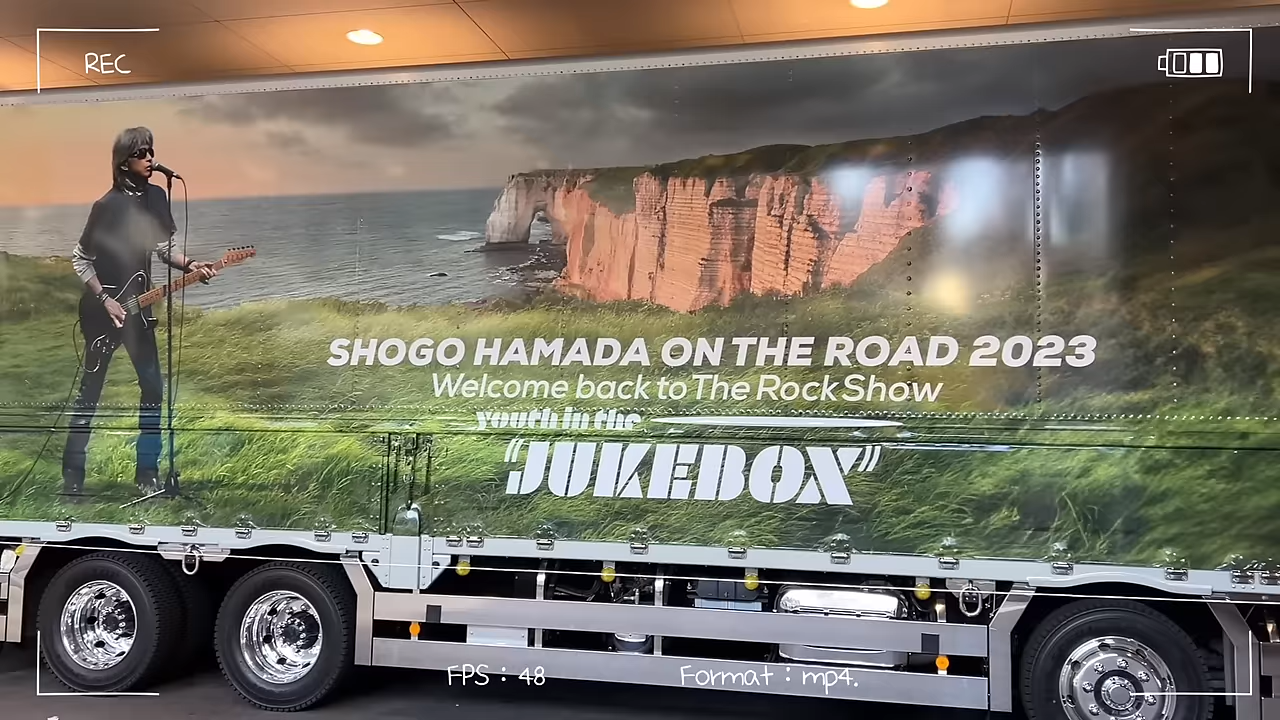 REC
SHOGO HAMADA ON THE ROAD 2023
Welcome back to The Rock Show
youth in the
"JUKEBOX"
FPS : 48
Format : mp4.